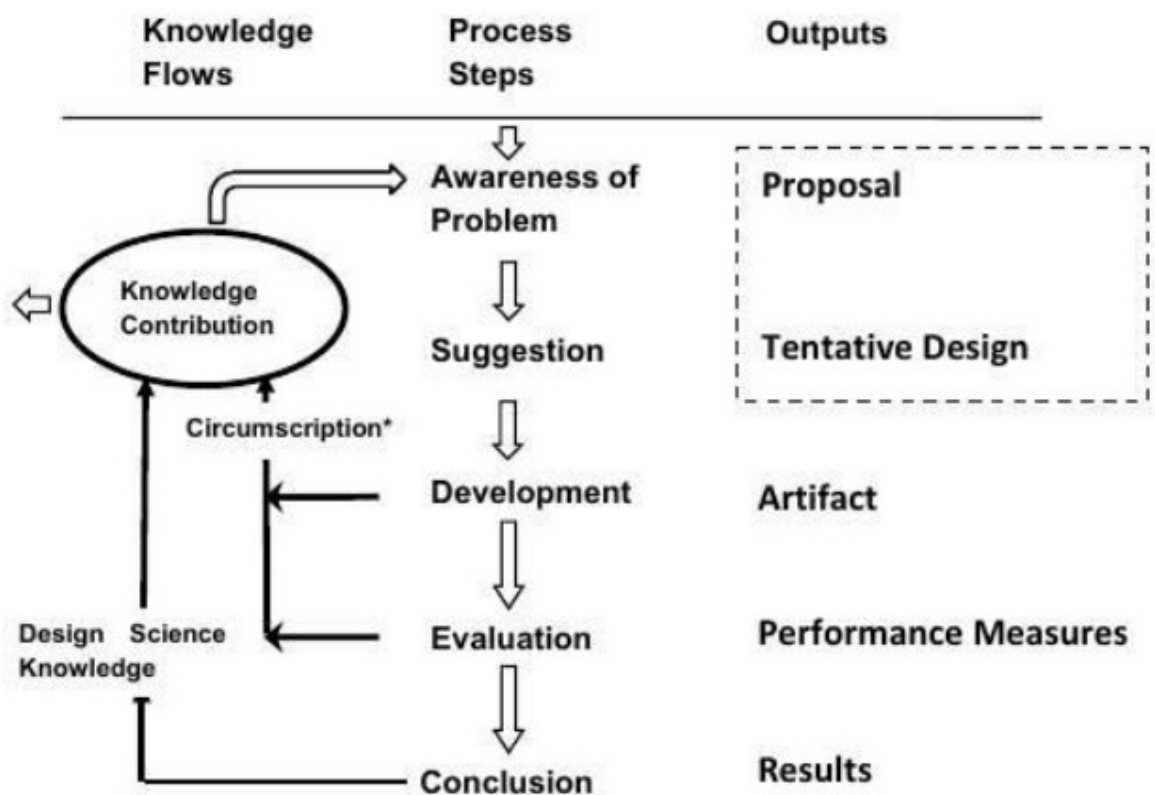 Knowledge Flows
Process Steps
Outputs
Awareness of Problem
Proposal
Knowledge Contribution
Suggestion
Tentative Design
Circumscription*
Development
Artifact
Design Science Knowledge
Evaluation
Performance Measures
Conclusion
Results